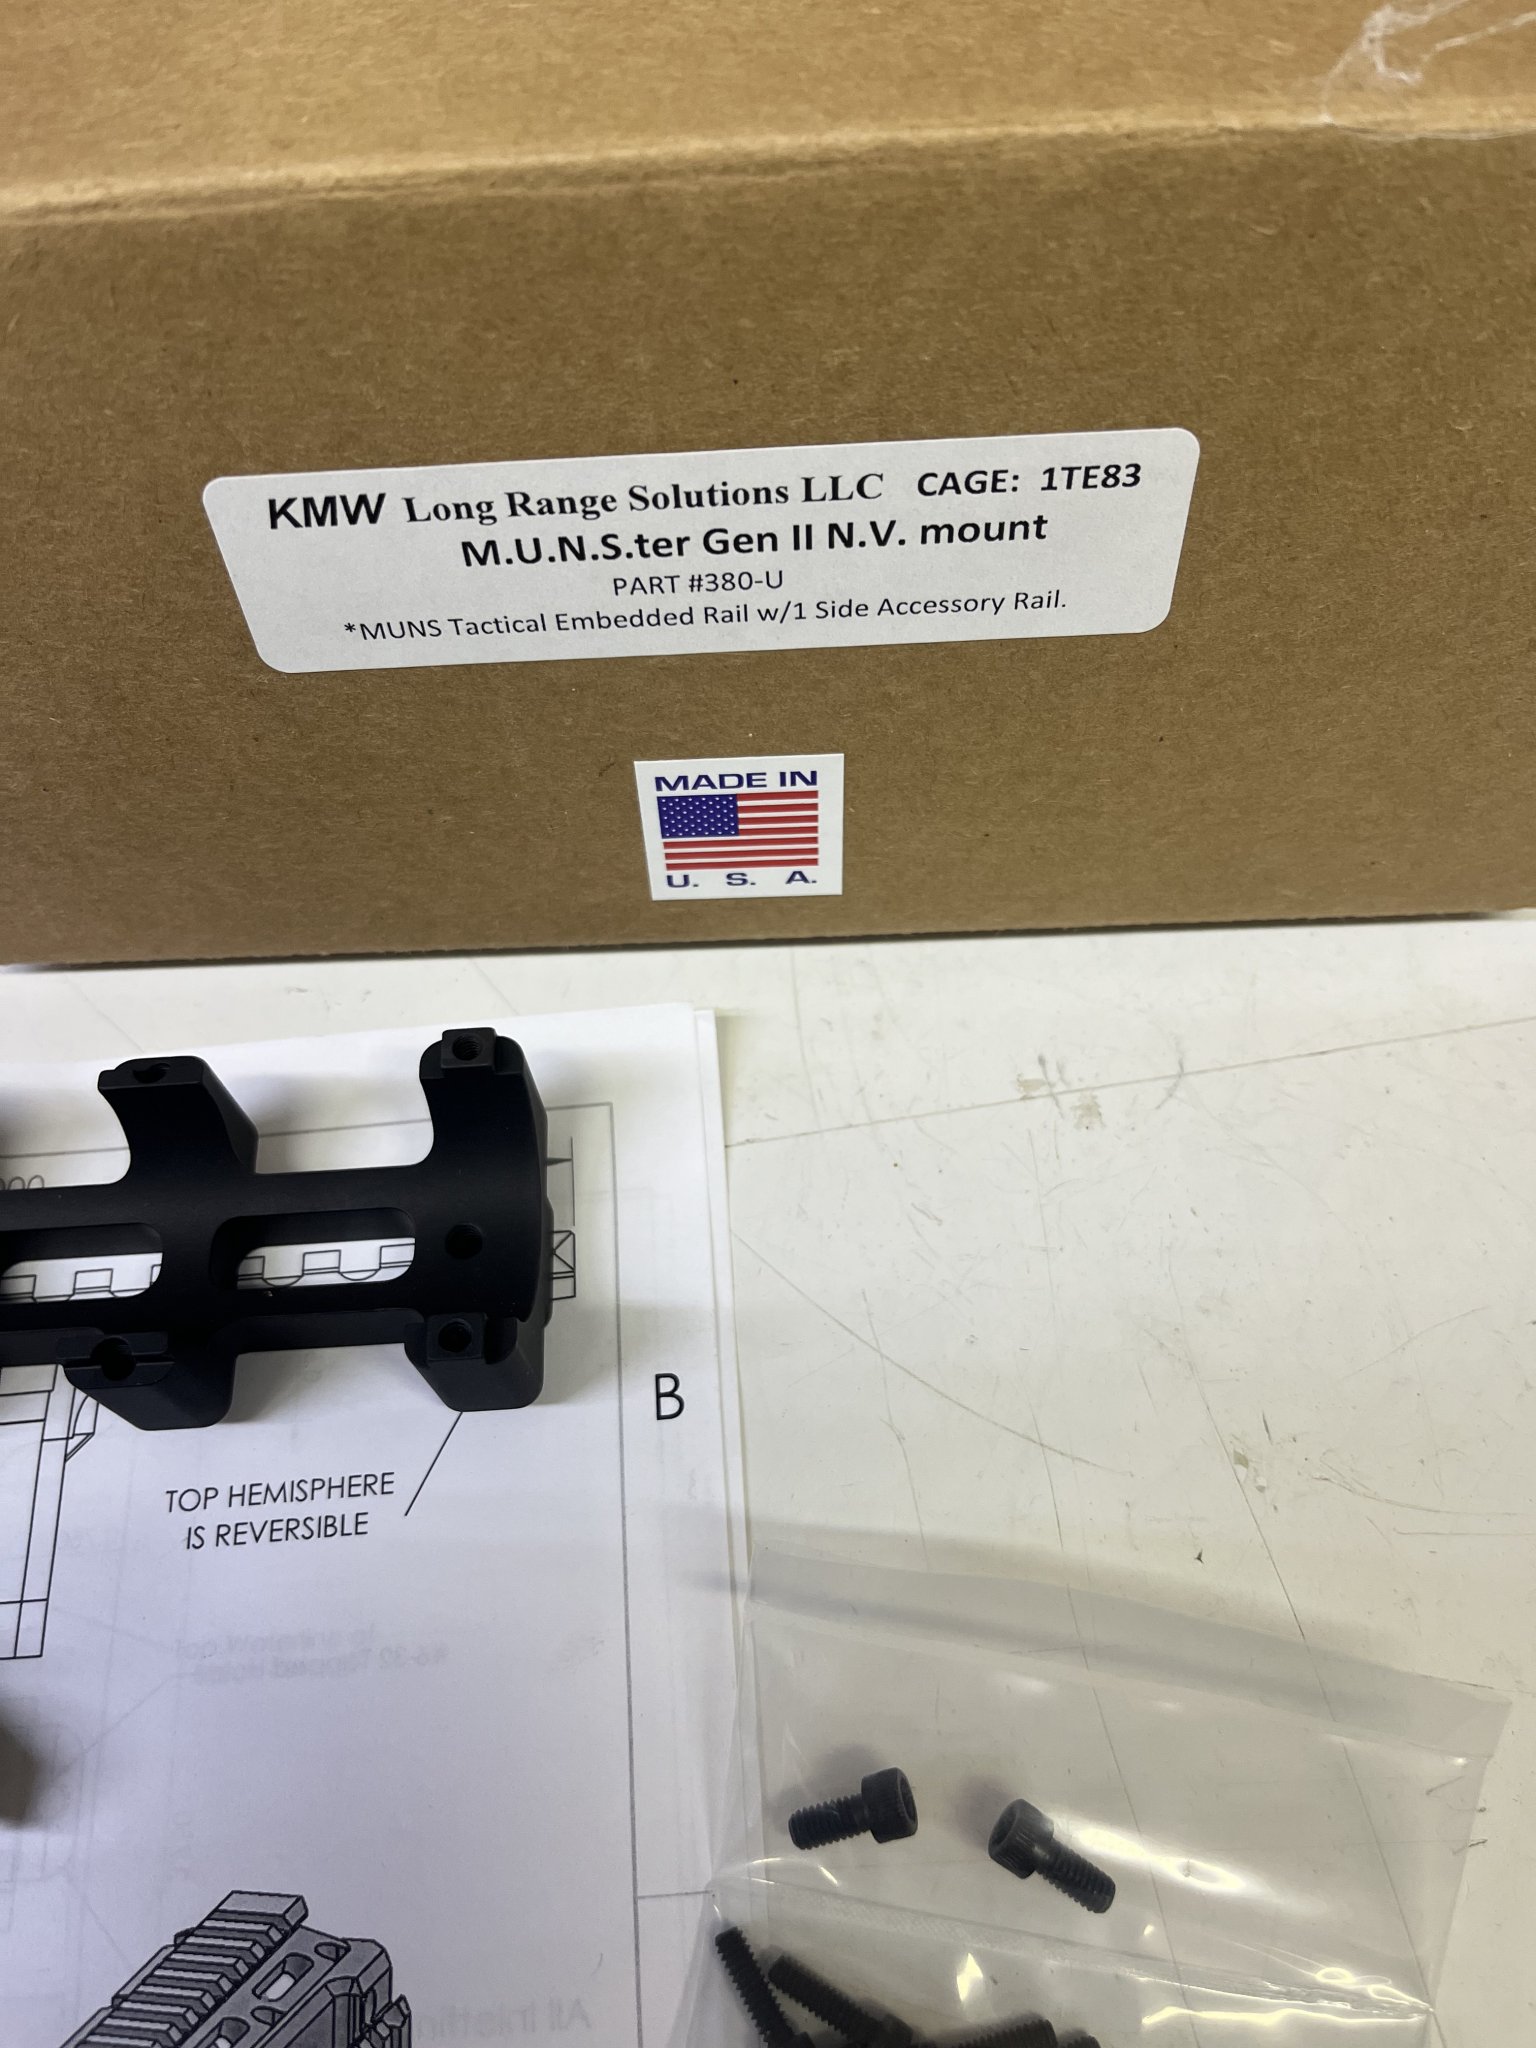 KMW Long Range Solutions LLC CAGE: 1TE83
M.U.N.S.ter Gen II N.V. mount
PART #380-U
*MUNS Tactical Embedded Rail w/1 Side Accessory Rail.
MADE IN
U. S. A.
B
TOP HEMISPHERE
IS REVERSIBLE